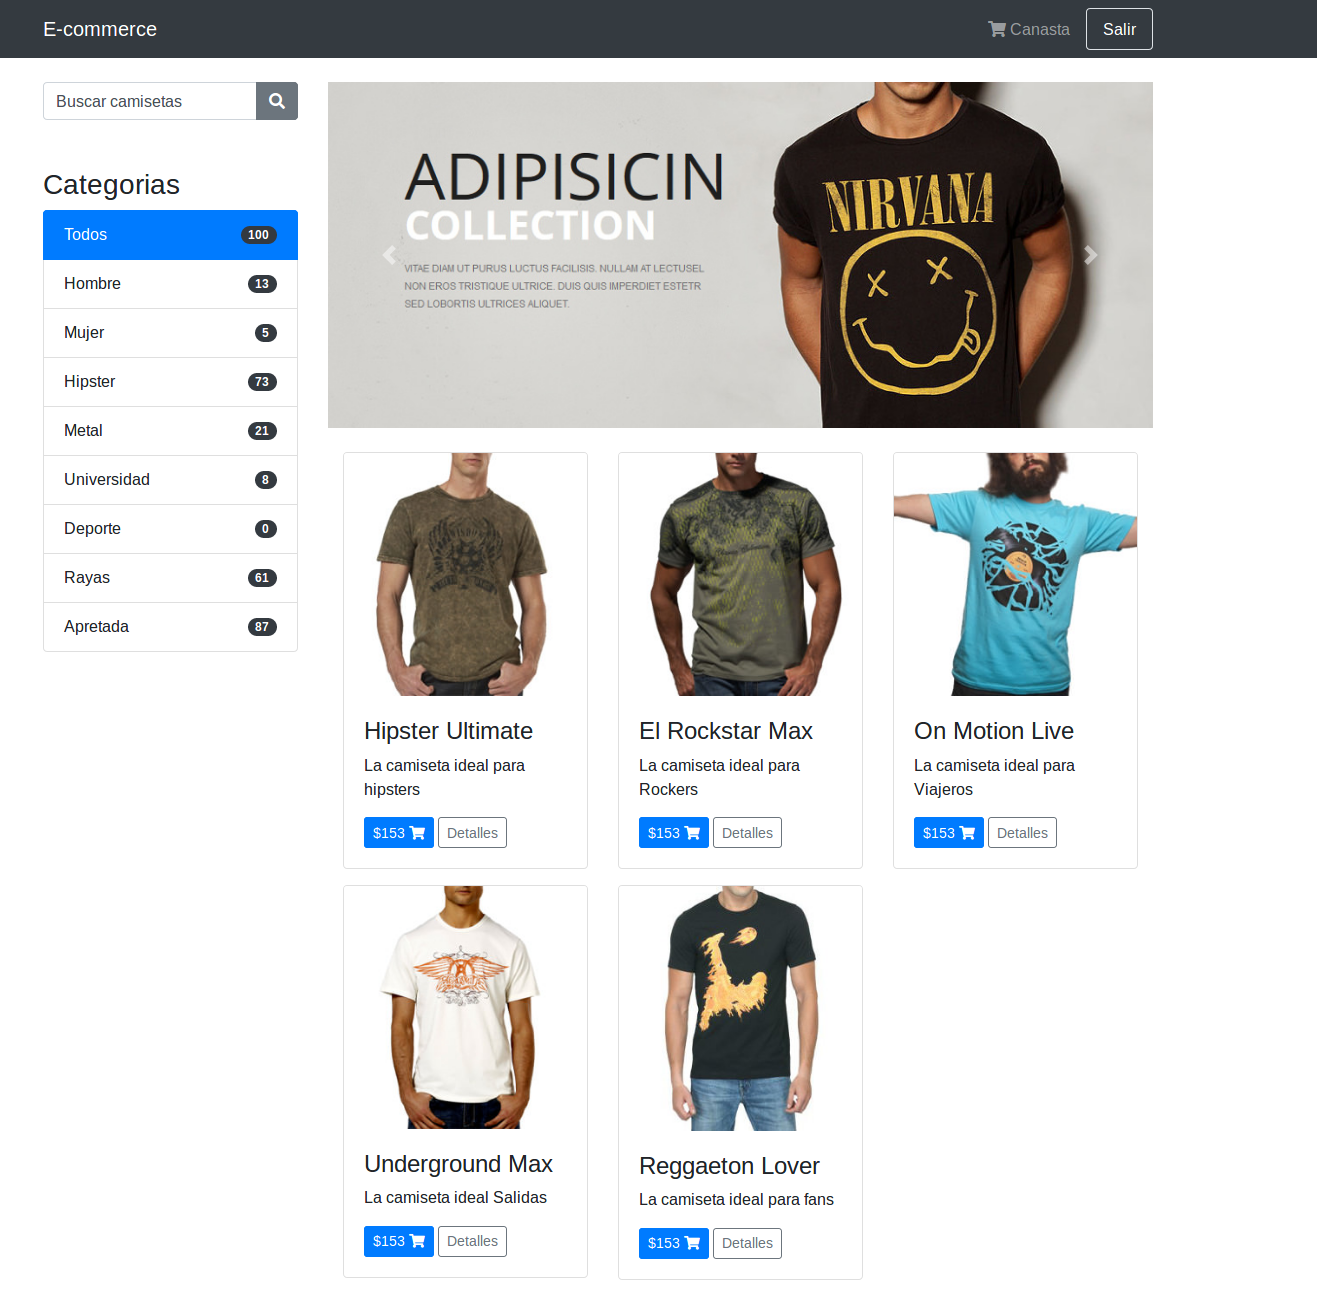 E-commerce
Canasta
Salir
Buscar camisetas
Categorias
Todos 100
Hombre 13
Mujer 5
Hipster 73
Metal 21
Universidad 8
Deporte 0
Rayas 61
Apretada 87
ADIPISICIN
COLLECTION
VITAE DIAM UT PURUS LUCTUS FACILISIS. NULLAM AT LECTUSEL
NON EROS TRISTIQUE ULTRICE. DUIS QUIS IMPERDIET ESTETR
SED LOBORTIS ULTRICES ALIQUET.
NIRVANA
Hipster Ultimate
La camiseta ideal para
hipsters
$153
Detalles
El Rockstar Max
La camiseta ideal para
Rockers
$153
Detalles
On Motion Live
La camiseta ideal para
Viajeros
$153
Detalles
Underground Max
La camiseta ideal Salidas
$153
Detalles
Reggaeton Lover
La camiseta ideal para fans
$153
Detalles